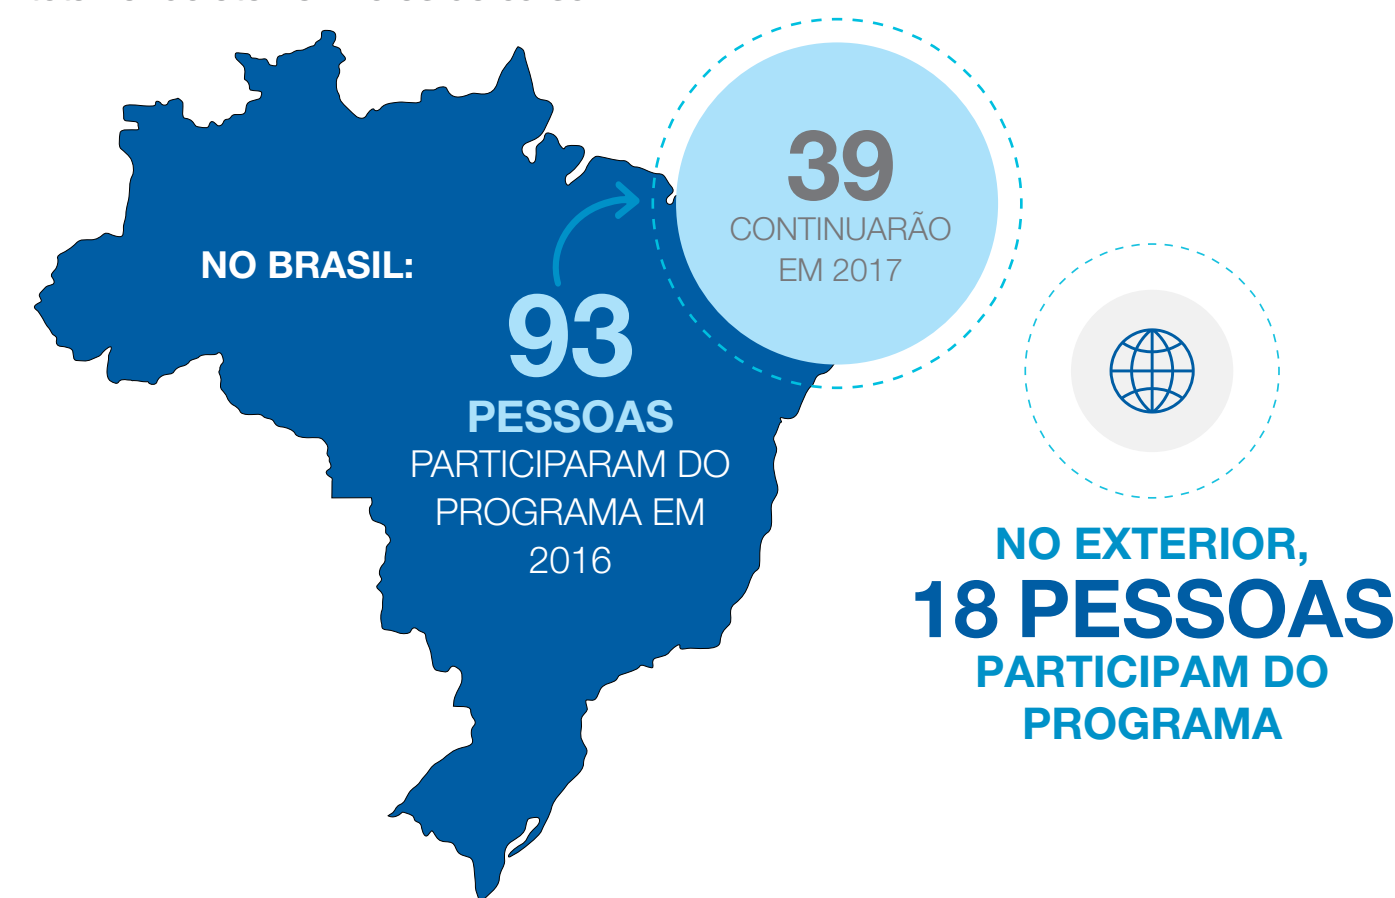 NO BRASIL:
93
PESSOAS
PARTICIPARAM DO
PROGRAMA EM
2016
39
CONTINUARÃO
EM 2017
NO EXTERIOR,
18 PESSOAS
PARTICIPAM DO
PROGRAMA